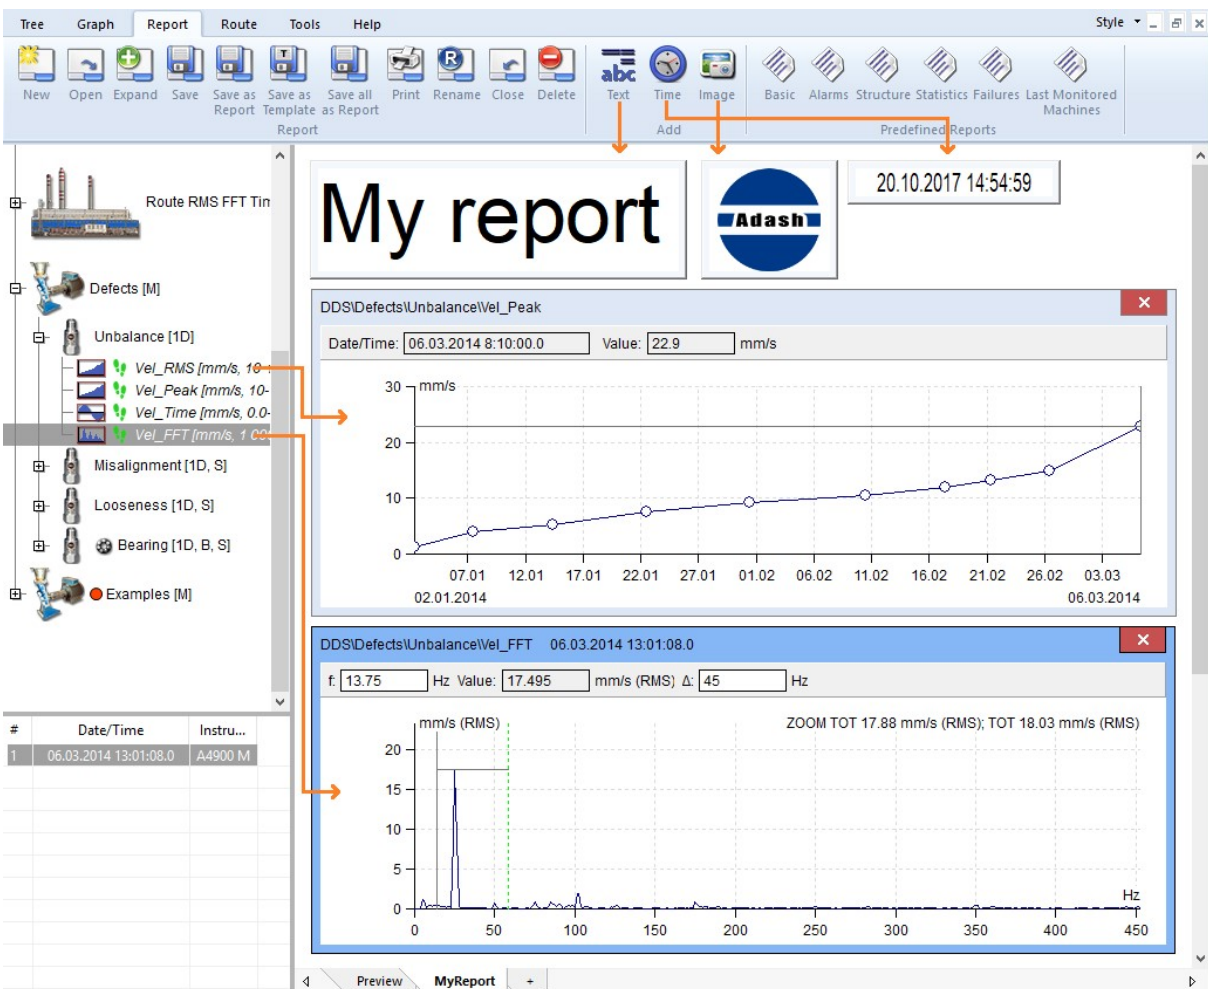 Tree Graph Report Route Tools Help Style
New Open Expand Save Save as Report Save as Template Save all as Report Print Rename Close Delete Text Time Image Basic Alarms Structure Statistics Failures Last Monitored Machines
Report Add Predefined Reports
Route RMS FFT Tim
Defects [M]
Unbalance [1D]
Vel_RMS [mm/s, 10-
Vel_Peak [mm/s, 10-
Vel_Time [mm/s, 0.0-
Vel_FFT [mm/s, 1
Misalignment [1D, S]
Looseness [1D, S]
Bearing [1D, B, S]
Examples [M]
# Date/Time Instru...
1 06.03.2014 13:01:08.0 A4900 M
My report
Adash
20.10.2017 14:54:59
DDS\Defects\Unbalance\Vel_Peak
Date/Time: 06.03.2014 8:10:00.0 Value: 22.9 mm/s
mm/s
30
20
10
0
07.01 12.01 17.01 22.01 27.01 01.02 06.02 11.02 16.02 21.02 26.02 03.03
02.01.2014 06.03.2014
DDS\Defects\Unbalance\Vel_FFT 06.03.2014 13:01:08.0
f: 13.75 Hz Value: 17.495 mm/s (RMS) Δ: 45 Hz
mm/s (RMS) ZOOM TOT 17.88 mm/s (RMS); TOT 18.03 mm/s (RMS)
20
15
10
5
0
Hz
0 50 100 150 200 250 300 350 400 450
Preview MyReport +